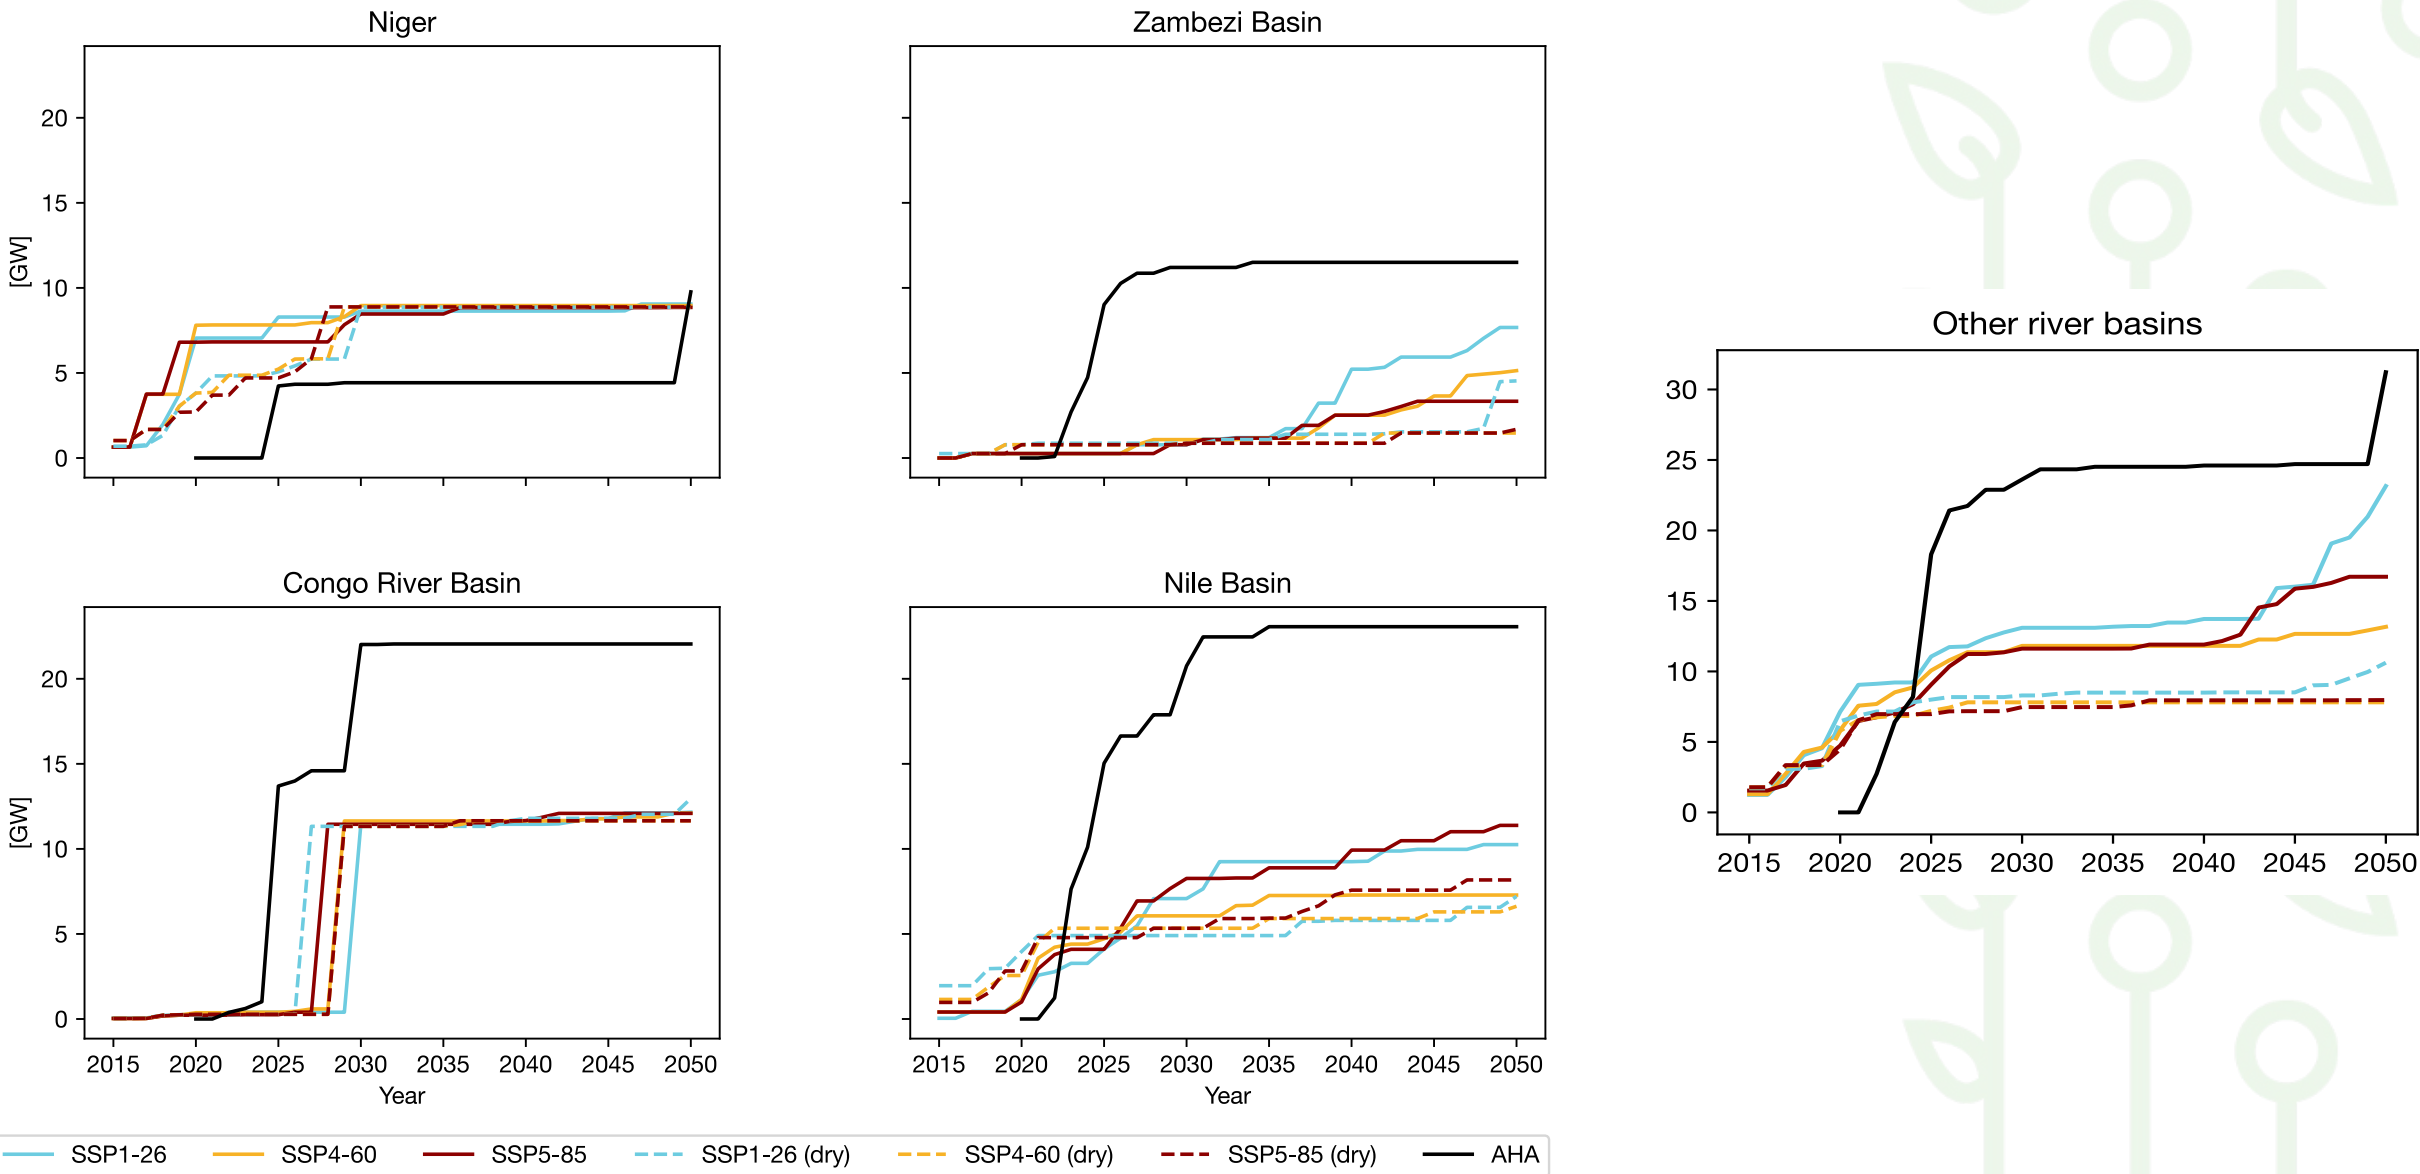 Niger
Zambezi Basin
20
15
10
5
0
[GW]
Other river basins
30
25
20
15
10
5
0
2015 2020 2025 2030 2035 2040 2045 2050
Congo River Basin
Nile Basin
20
15
10
5
0
[GW]
2015 2020 2025 2030 2035 2040 2045 2050
Year
2015 2020 2025 2030 2035 2040 2045 2050
Year
SSP1-26 SSP4-60 SSP5-85 SSP1-26 (dry) SSP4-60 (dry) SSP5-85 (dry) AHA